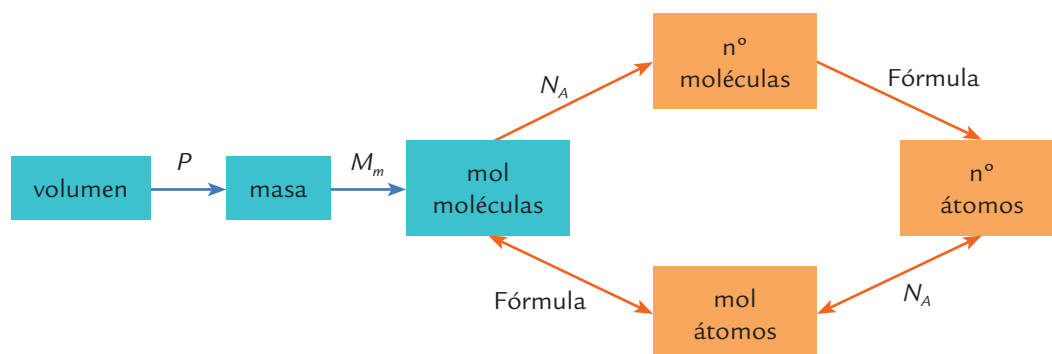 volumen
P
masa
M_m
mol
moléculas
N_A
nº
moléculas
Fórmula
nº
átomos
Fórmula
mol
átomos
N_A